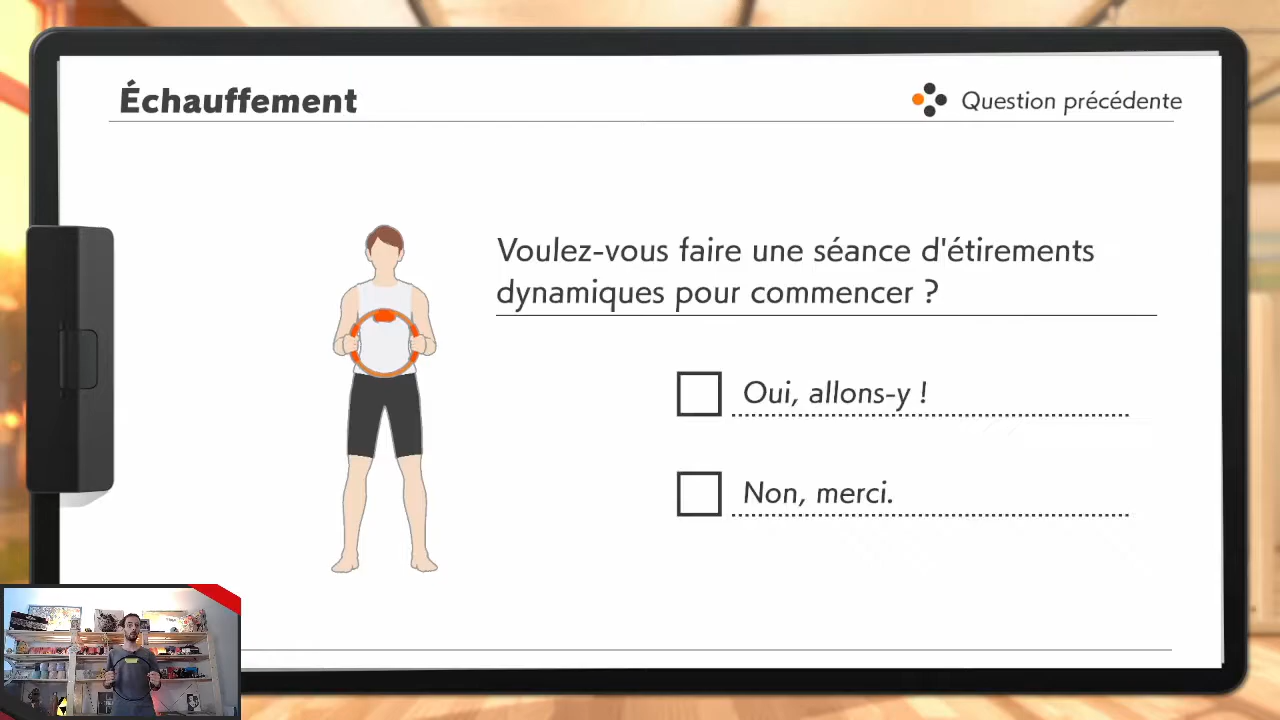 Échauffement
Question précédente
Voulez-vous faire une séance d'étirements
dynamiques pour commencer ?
Oui, allons-y !
Non, merci.